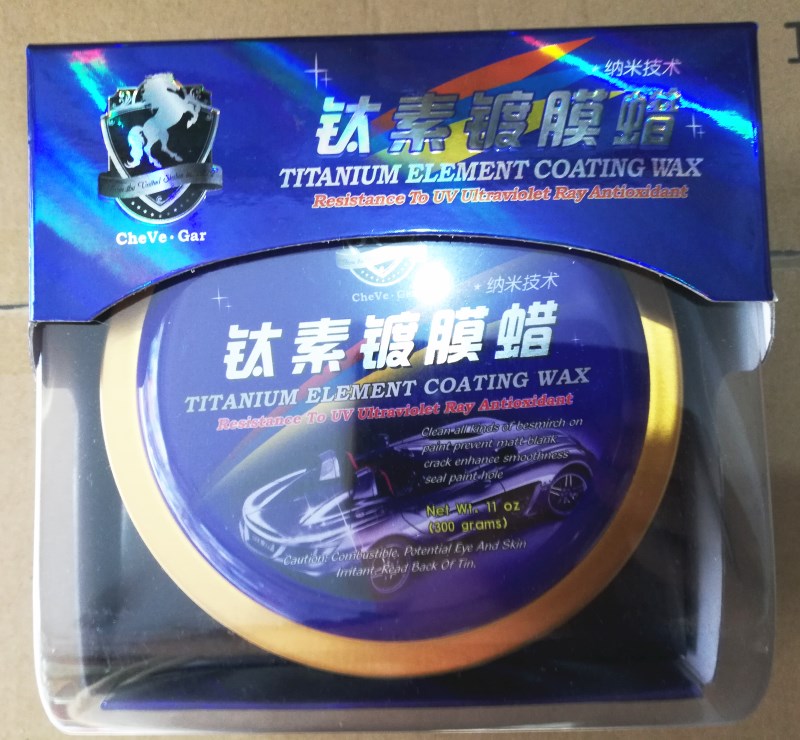 纳米技术
钛素镀膜蜡
TITANIUM ELEMENT COATING WAX
Resistance To UV Ultraviolet Ray Antioxidant
CheVe·Gar
纳米技术
钛素镀膜蜡
TITANIUM ELEMENT COATING WAX
Resistance To UV Ultraviolet Ray Antioxidant
Clean all kinds of besmirch on
paint prevent matt blank
crack enhance smoothness
seal paint hole
Net Wt. 11 oz
(300 grams)
Caution: Combustible, Potential Eye And Skin
Irritant Read Back Of Tin.